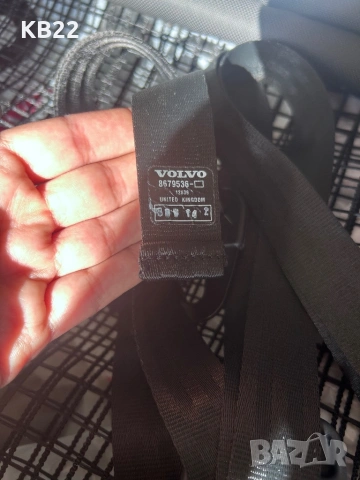 KB22
VOLVO
8679536-
UNITED KINGDOM
BAZAR